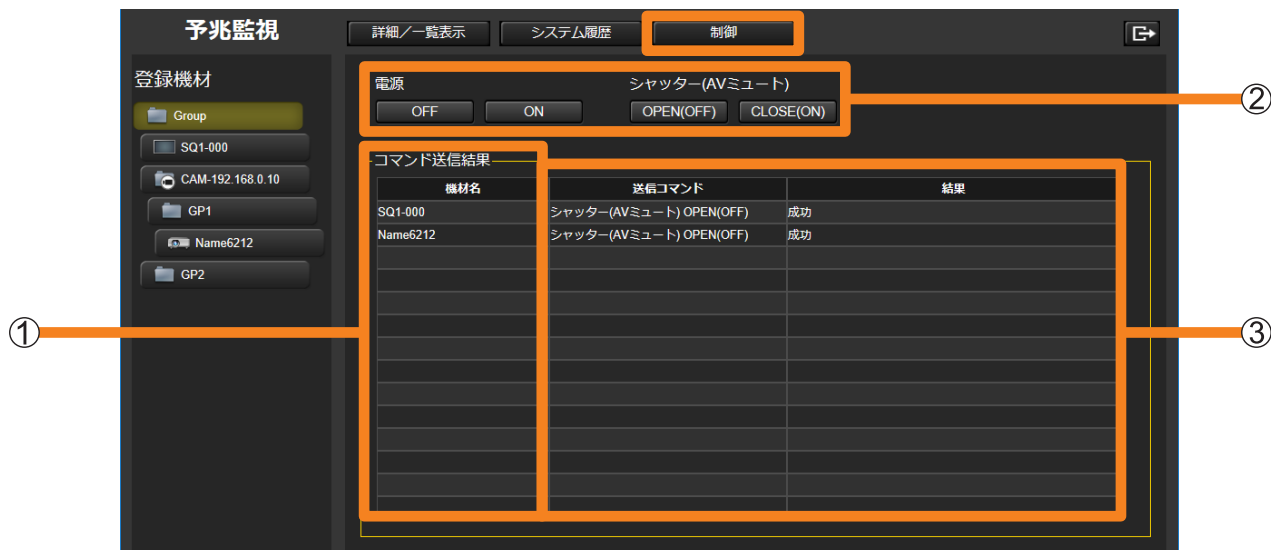 予兆監視
詳細／一覧表示 システム履歴 制御
登録機材
Group
SQ1-000
CAM-192.168.0.10
GP1
Name6212
GP2
電源 シャッター(AVミュート)
OFF ON OPEN(OFF) CLOSE(ON)
コマンド送信結果
機材名 送信コマンド 結果
SQ1-000 シャッター(AVミュート) OPEN(OFF) 成功
Name6212 シャッター(AVミュート) OPEN(OFF) 成功
①
②
③